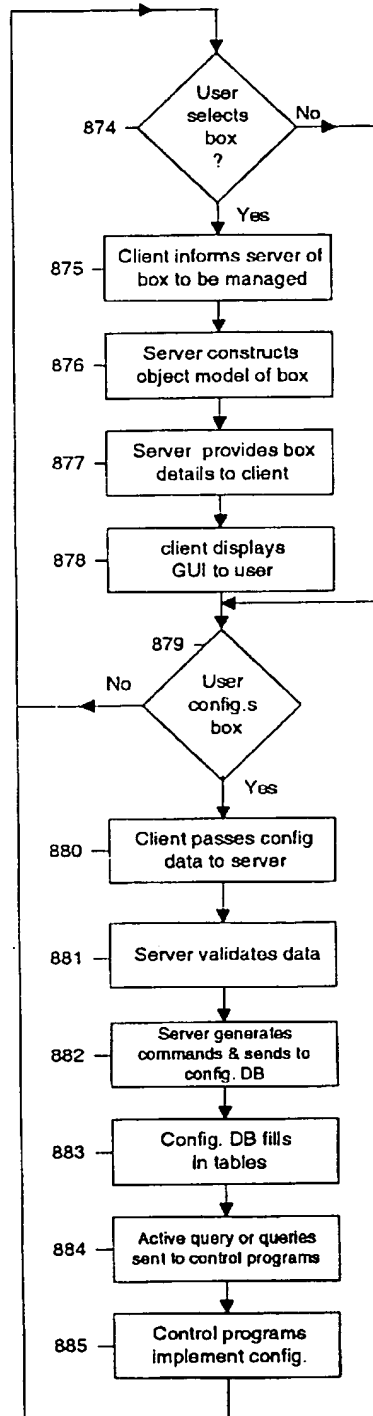 User
selects
box
?
No
874
Yes
875
Client informs server of
box to be managed
876
Server constructs
object model of box
877
Server provides box
details to client
878
client displays
GUI to user
879
No
User
config.s
box
Yes
880
Client passes config
data to server
881
Server validates data
882
Server generates
commands & sends to
config. DB
883
Config. DB fills
in tables
884
Active query or queries
sent to control programs
885
Control programs
implement config.